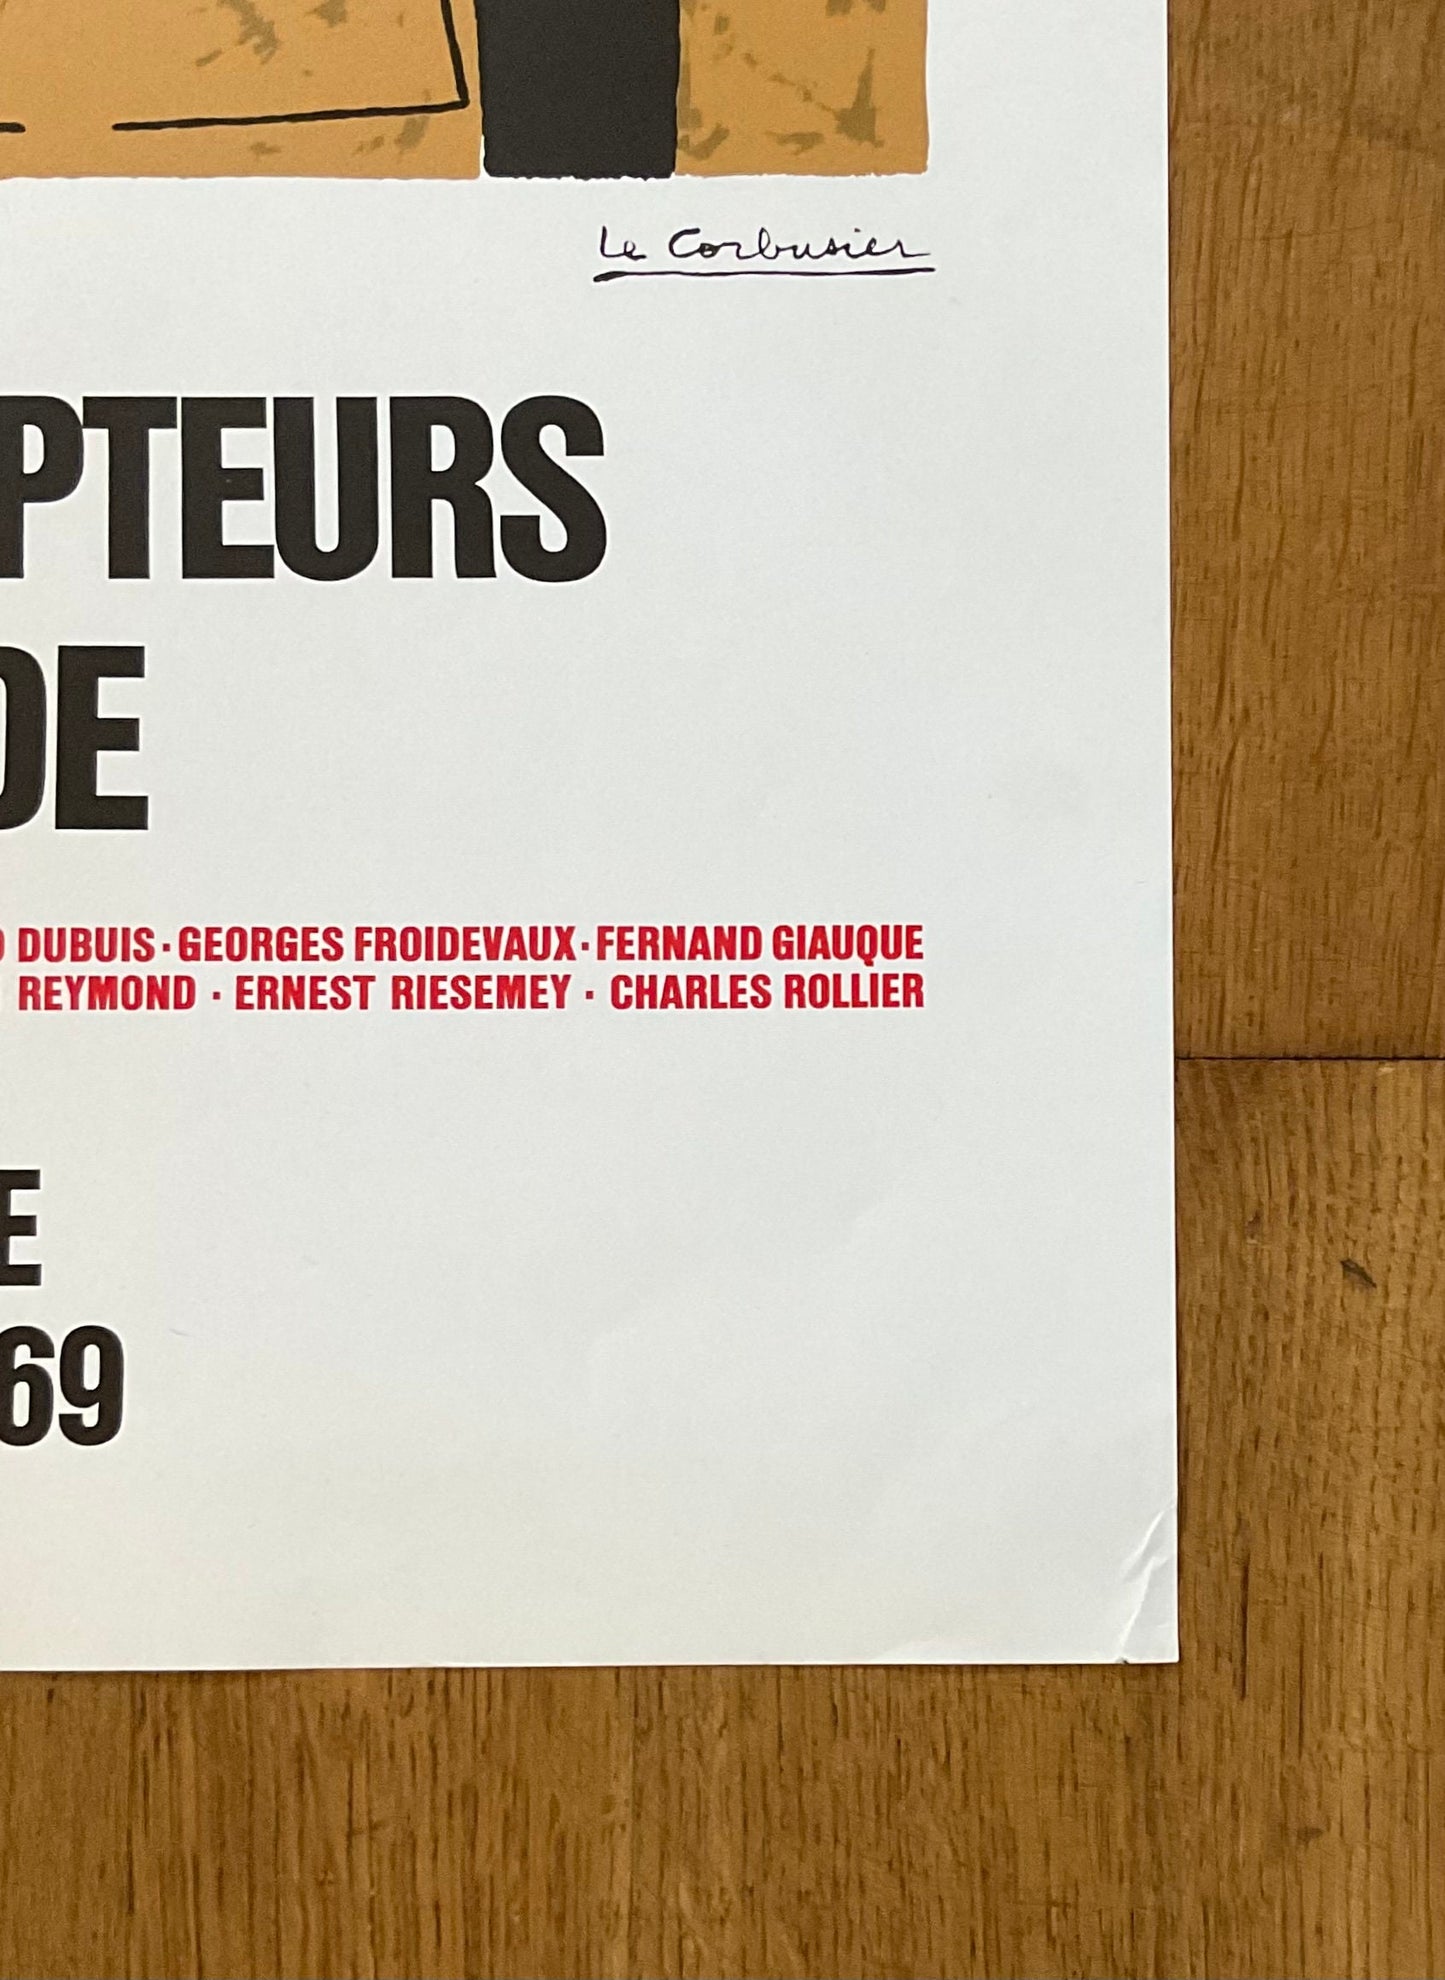 Le Corbusier
PTEURS
DE
DUBUIS · GEORGES FROIDEVAUX · FERNAND GIAUQUE
REYMOND · ERNEST RIESEMEY · CHARLES ROLLIER
E
69